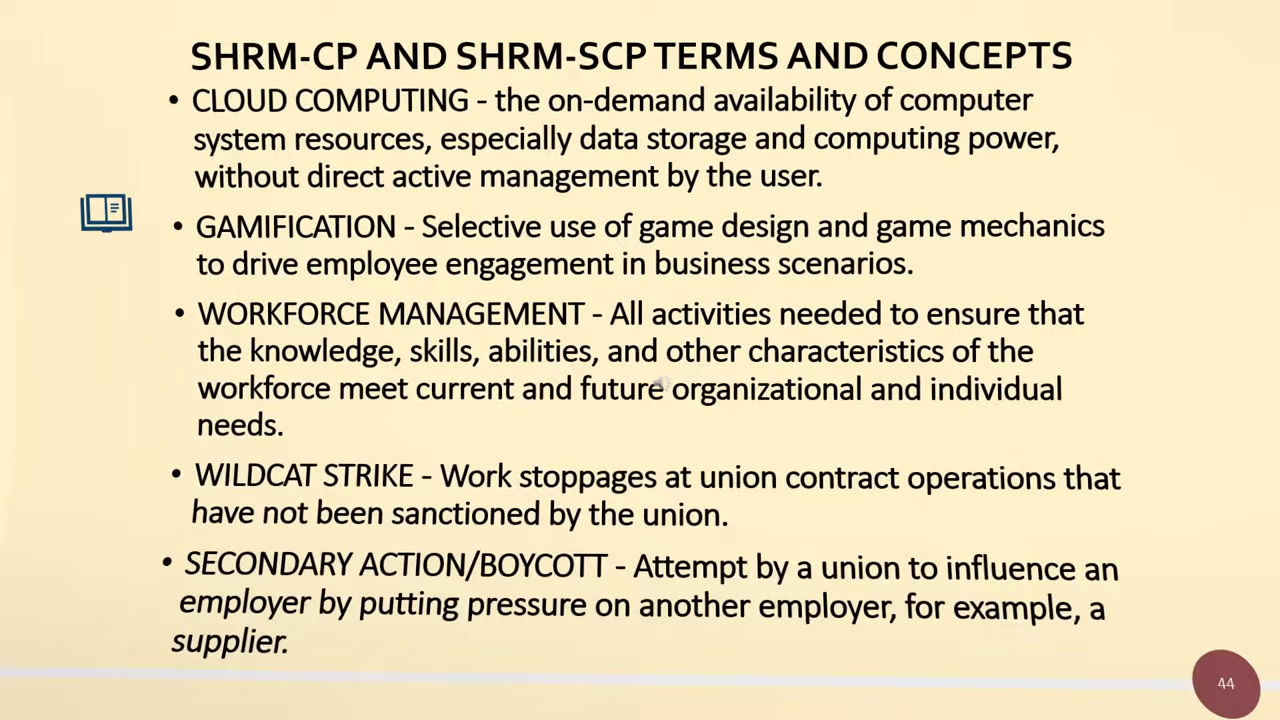 SHRM-CP AND SHRM-SCP TERMS AND CONCEPTS
• CLOUD COMPUTING - the on-demand availability of computer
system resources, especially data storage and computing power,
without direct active management by the user.
• GAMIFICATION - Selective use of game design and game mechanics
to drive employee engagement in business scenarios.
• WORKFORCE MANAGEMENT - All activities needed to ensure that
the knowledge, skills, abilities, and other characteristics of the
workforce meet current and future organizational and individual
needs.
• WILDCAT STRIKE - Work stoppages at union contract operations that
have not been sanctioned by the union.
• SECONDARY ACTION/BOYCOTT - Attempt by a union to influence an
employer by putting pressure on another employer, for example, a
supplier.
44